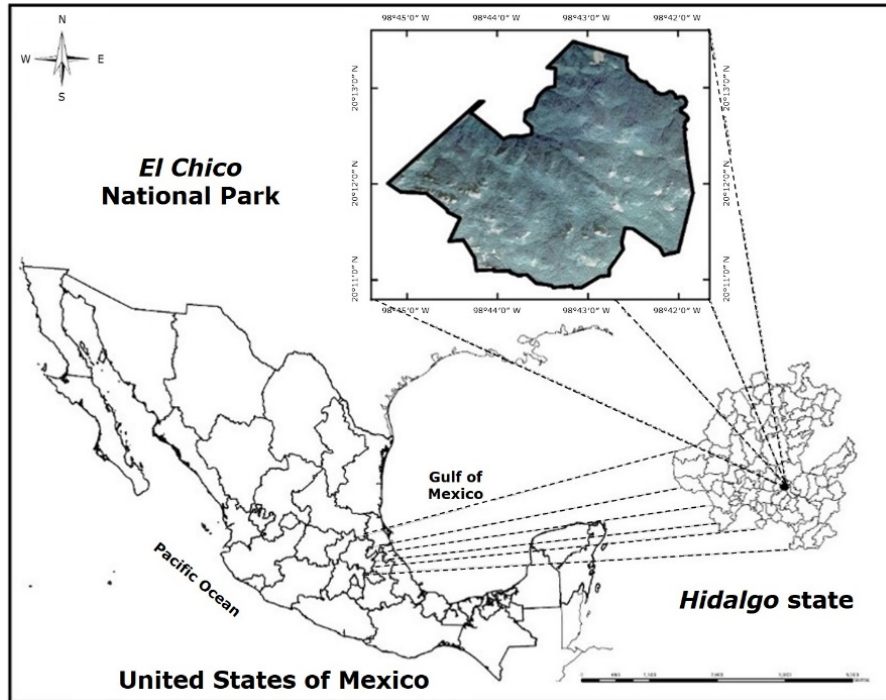 N
W E
S
98°45'0" W 98°44'0" W 98°43'0" W 98°42'0" W
20°13'0" N
20°12'0" N
20°11'0" N
20°13'0" N
20°12'0" N
20°11'0" N
98°45'0" W 98°44'0" W 98°43'0" W 98°42'0" W
El Chico
National Park
Gulf of
Mexico
Pacific Ocean
Hidalgo state
United States of Mexico